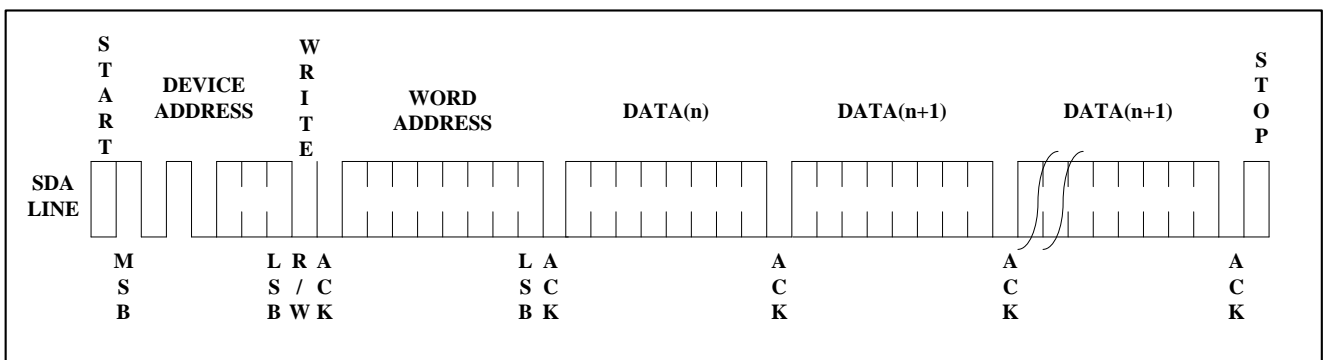 START
DEVICE
ADDRESS
WRITE
WORD
ADDRESS
DATA(n)
DATA(n+1)
DATA(n+1)
STOP
SDA
LINE
MSB
LSB
R/W
ACK
LSB
ACK
ACK
ACK
ACK